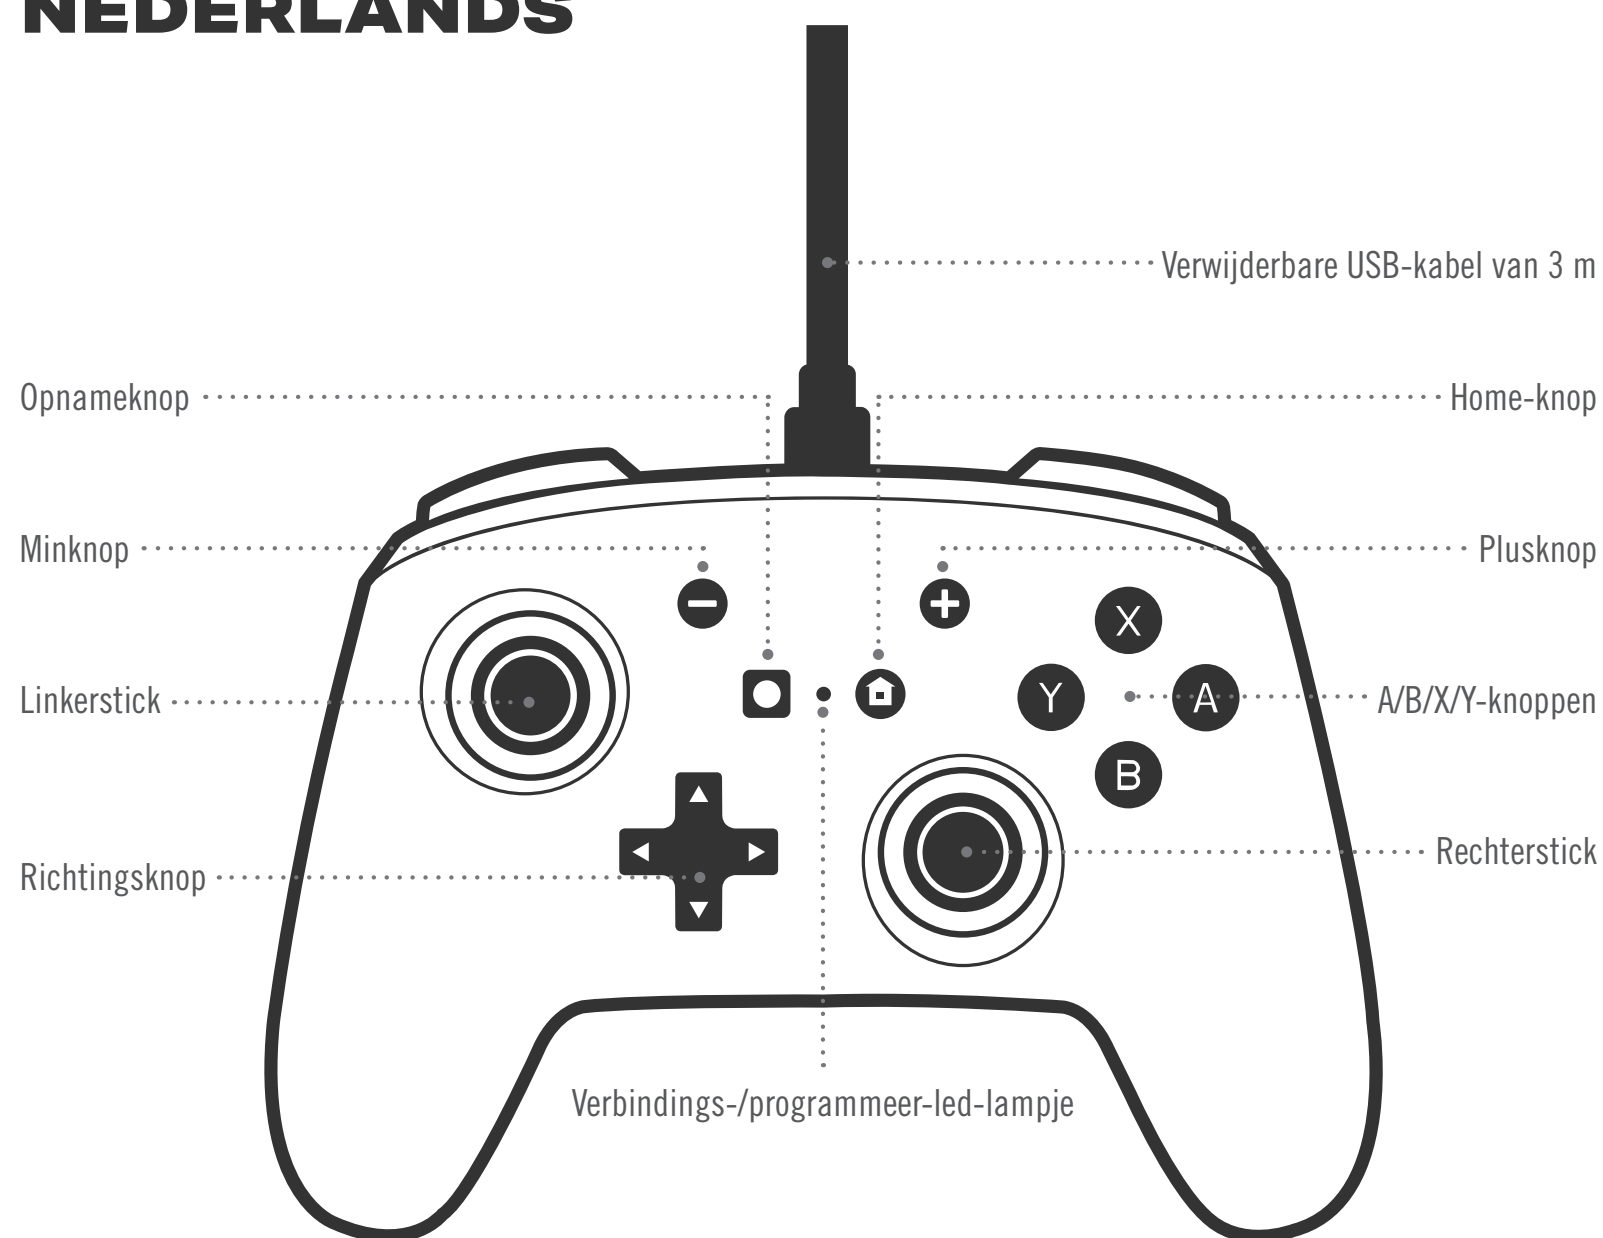 NEDERLANDS
Verwijderbare USB-kabel van 3 m
Opnameknop
Home-knop
Minknop
Plusknop
X
Linkerstick
Y
A
A/B/X/Y-knoppen
B
Richtingsknop
Rechterstick
Verbindings-/programmeer-led-lampje